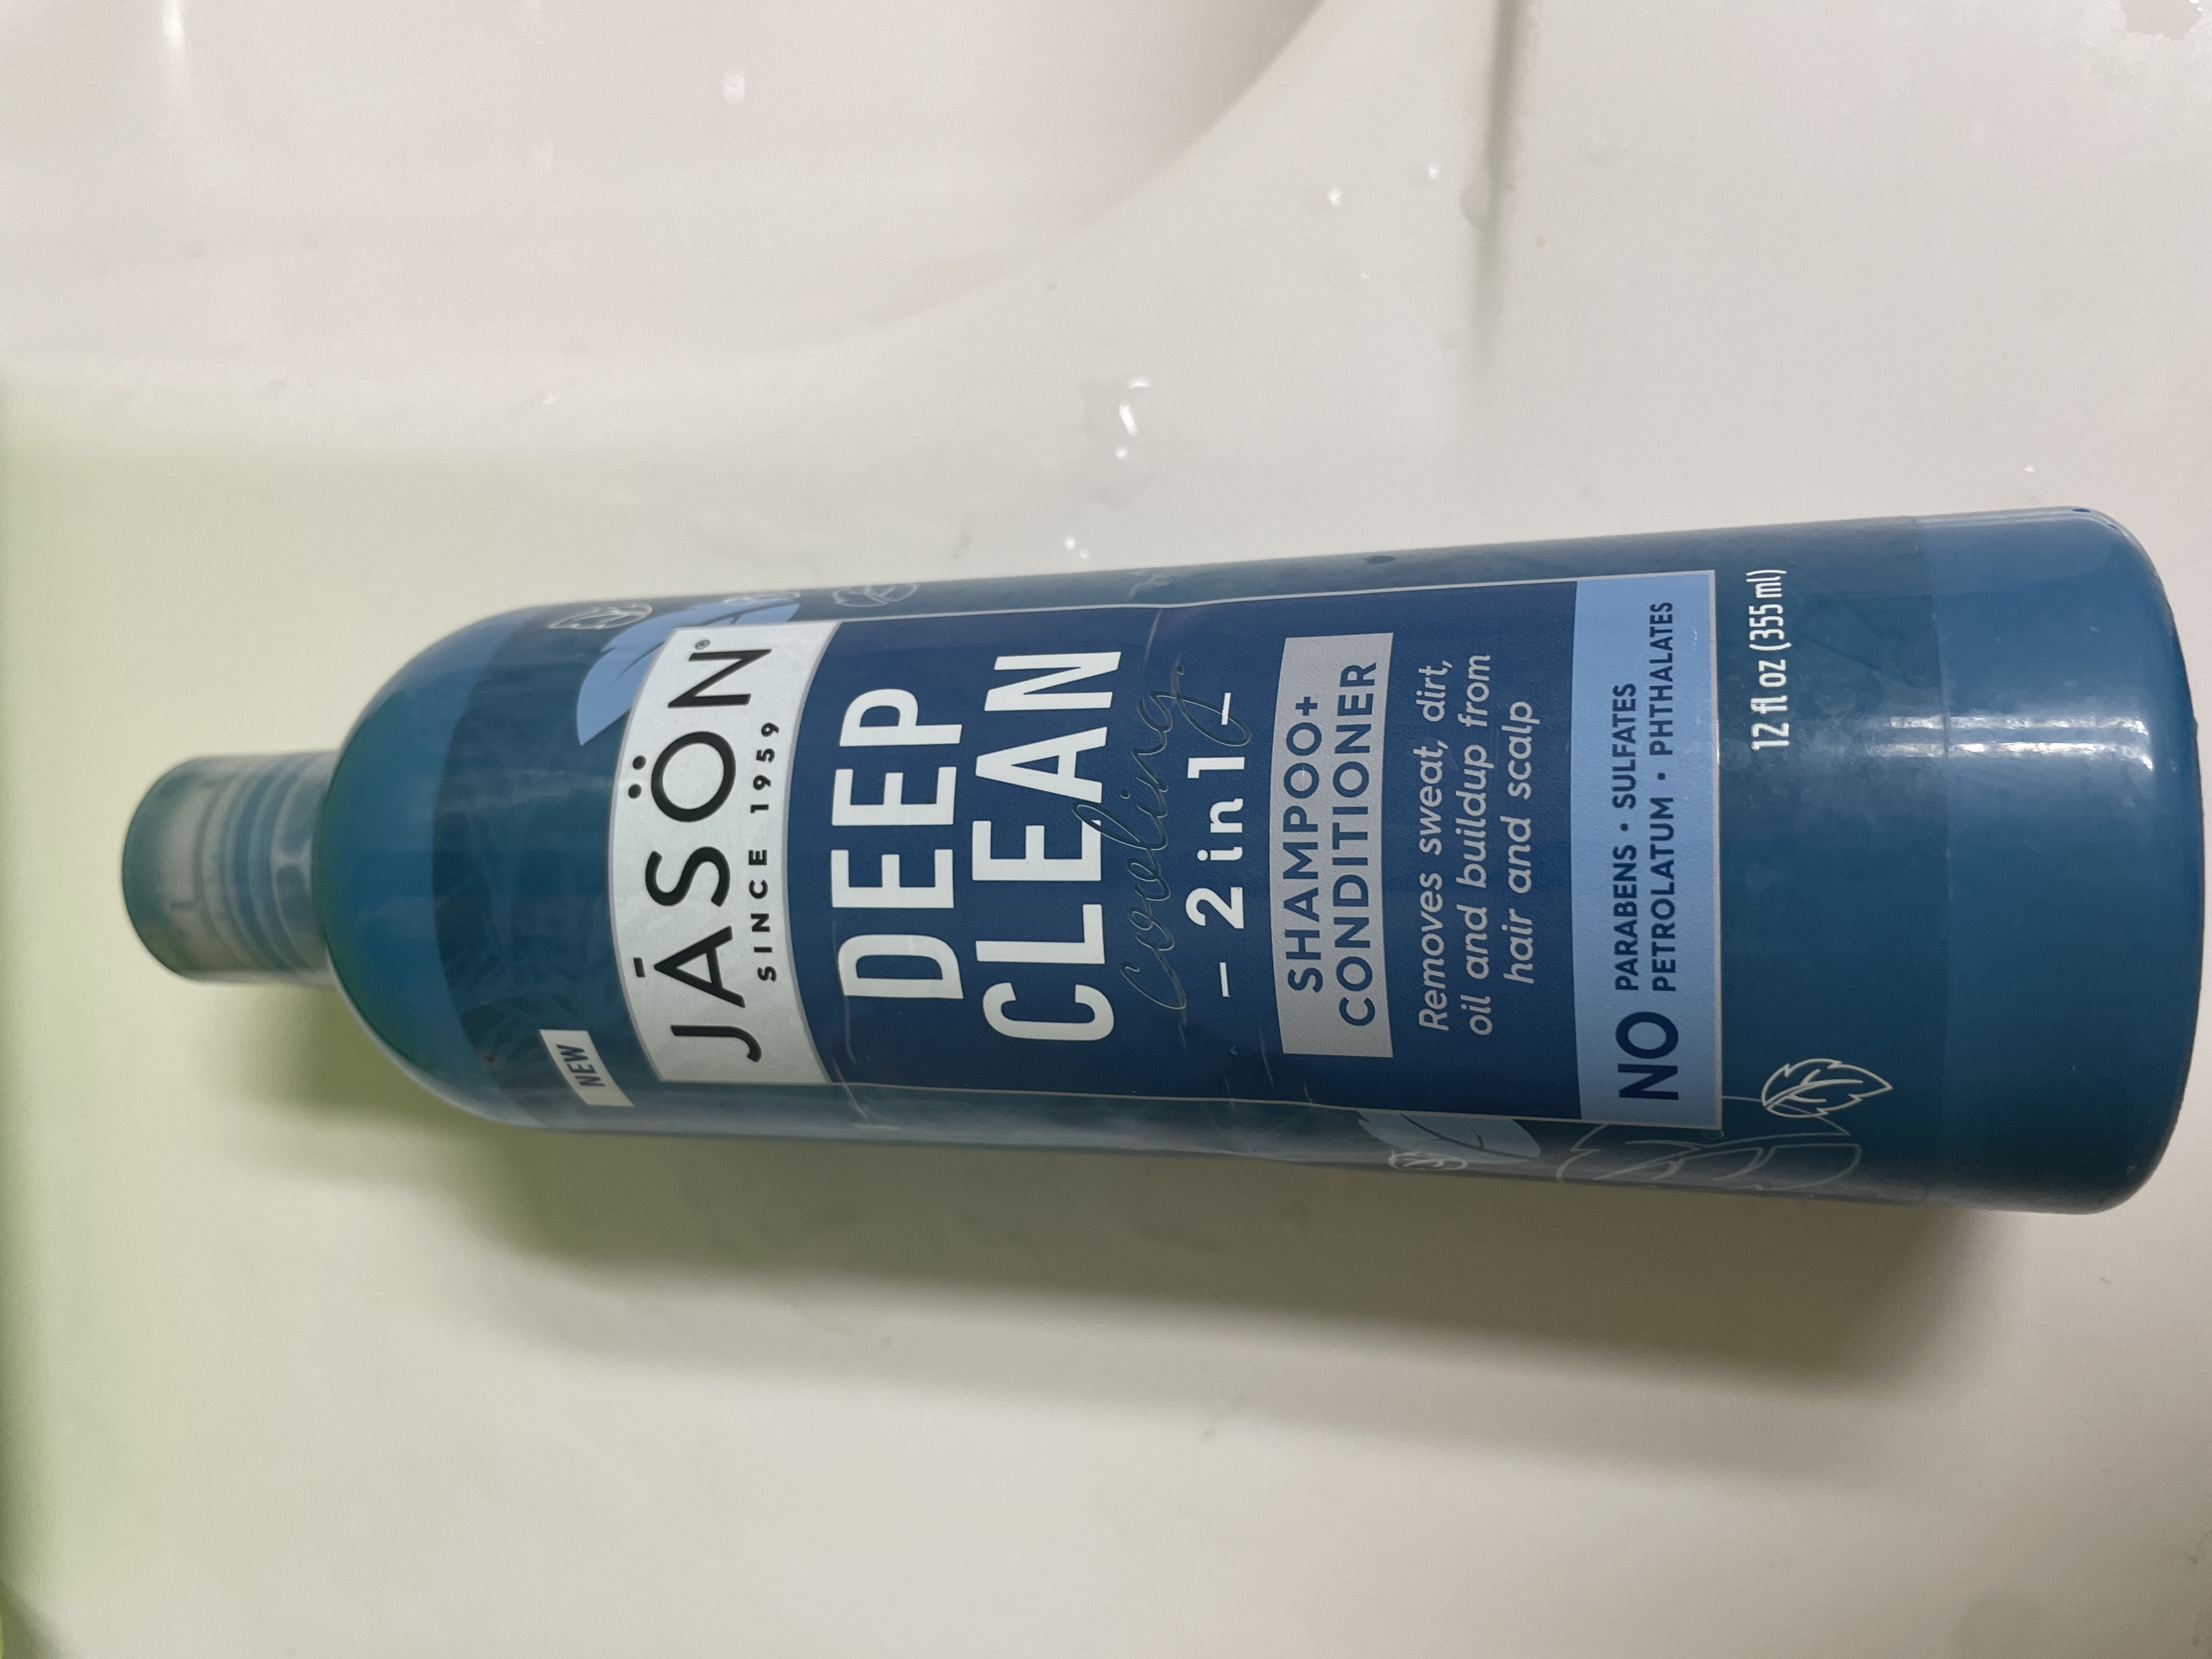 NEW
JĀSÖN®
SINCE 1959
DEEP
CLEAN
cooling
– 2 in 1 –
SHAMPOO+
CONDITIONER
Removes sweat, dirt,
oil and buildup from
hair and scalp
NO PARABENS • SULFATES
PETROLATUM • PHTHALATES
12 fl oz (355 ml)